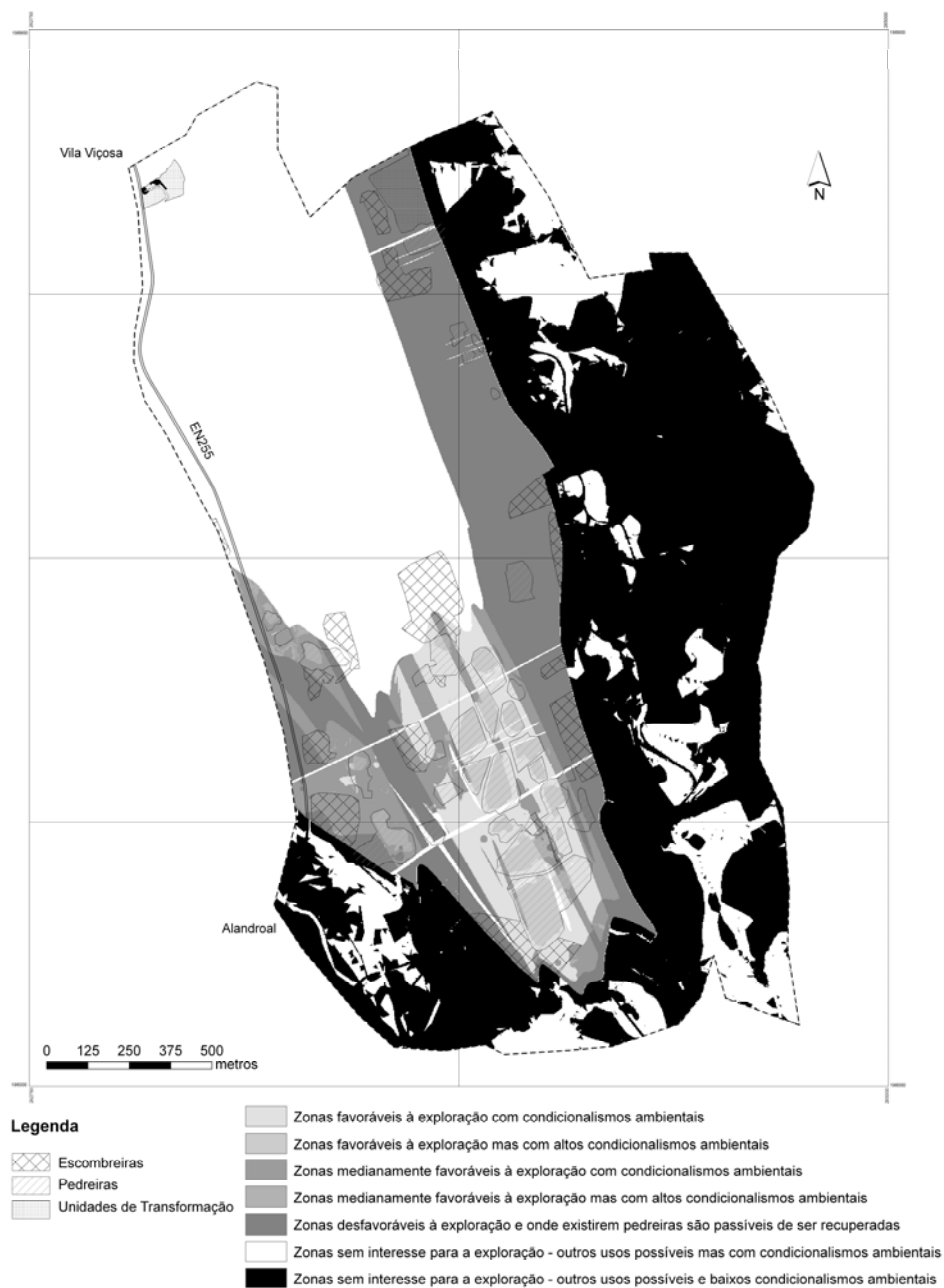 Vila Viçosa
N
EN255
Alandroal
0 125 250 375 500
metros
Legenda
Escombreiras
Pedreiras
Unidades de Transformação
Zonas favoráveis à exploração com condicionalismos ambientais
Zonas favoráveis à exploração mas com altos condicionalismos ambientais
Zonas medianamente favoráveis à exploração com condicionalismos ambientais
Zonas medianamente favoráveis à exploração mas com altos condicionalismos ambientais
Zonas desfavoráveis à exploração e onde existirem pedreiras são passíveis de ser recuperadas
Zonas sem interesse para a exploração - outros usos possíveis mas com condicionalismos ambientais
Zonas sem interesse para a exploração - outros usos possíveis e baixos condicionalismos ambientais